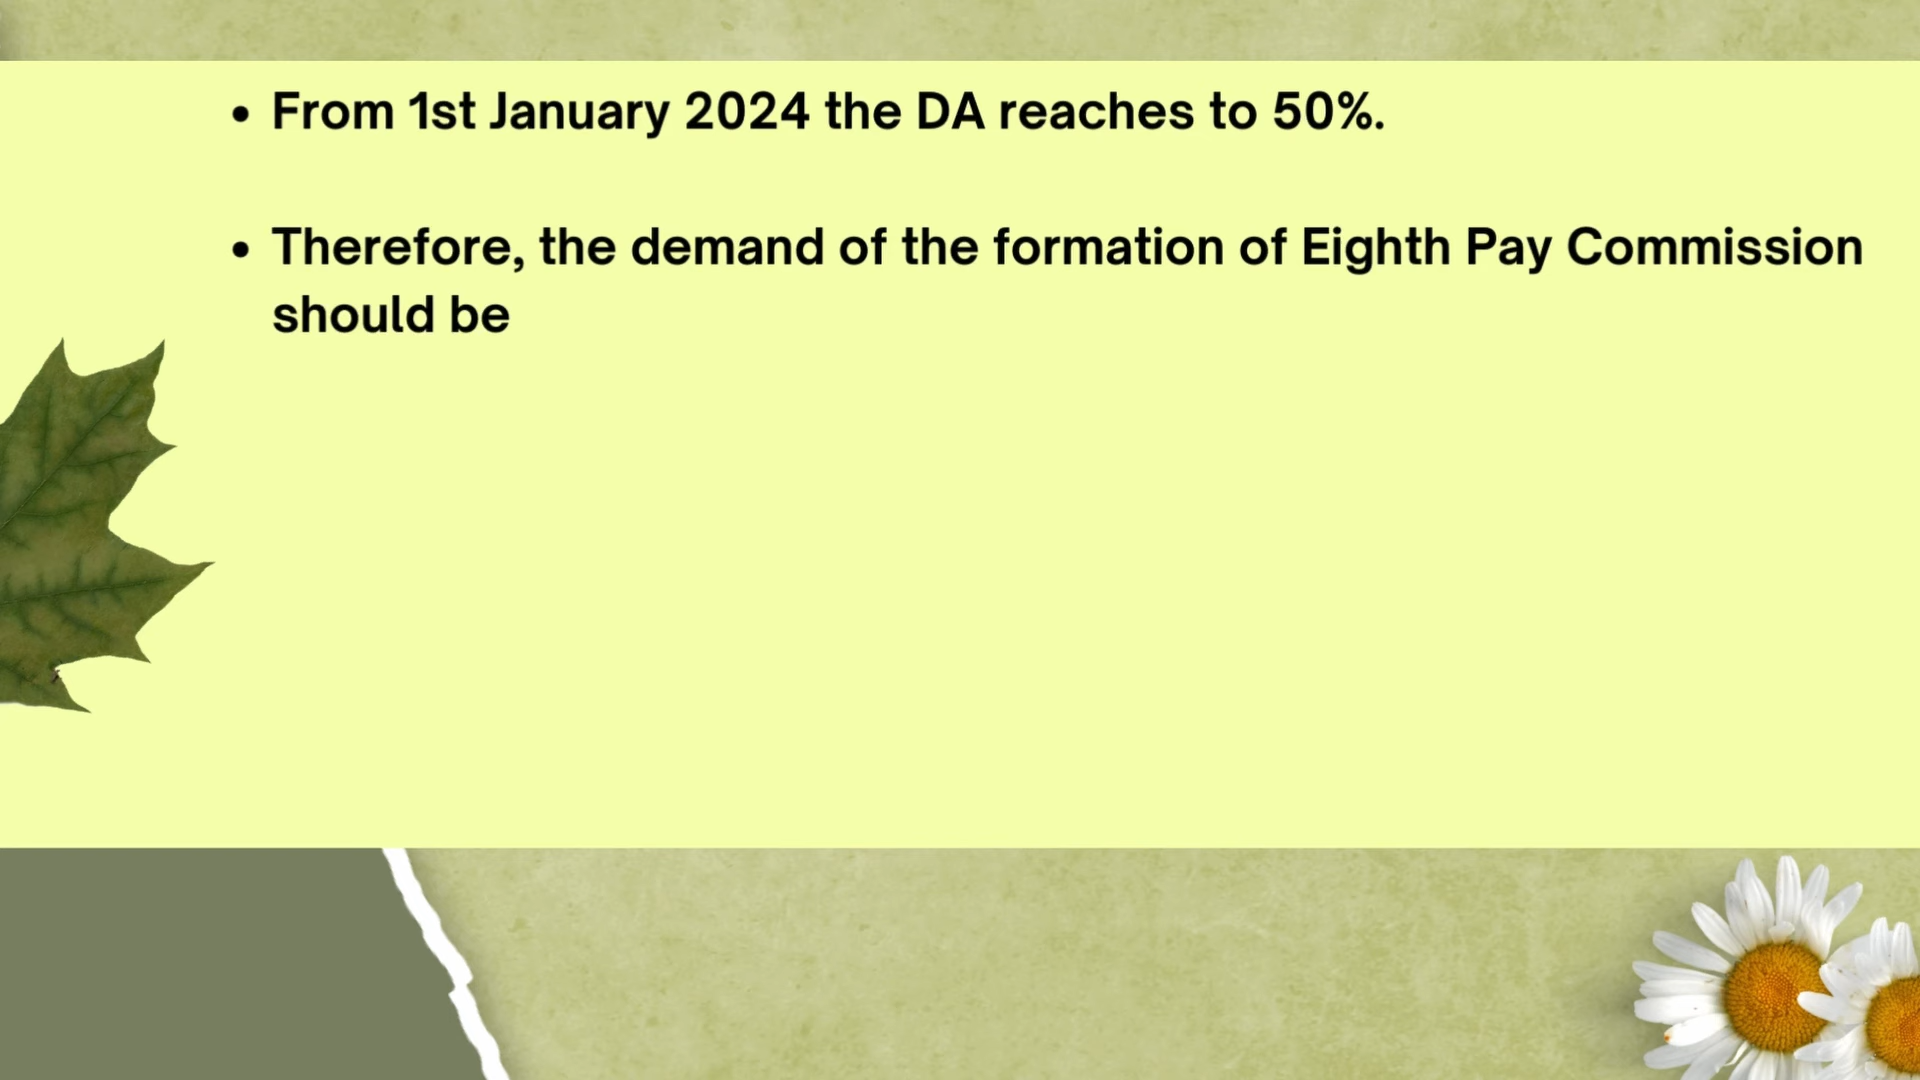 • From 1st January 2024 the DA reaches to 50%.
• Therefore, the demand of the formation of Eighth Pay Commission
should be